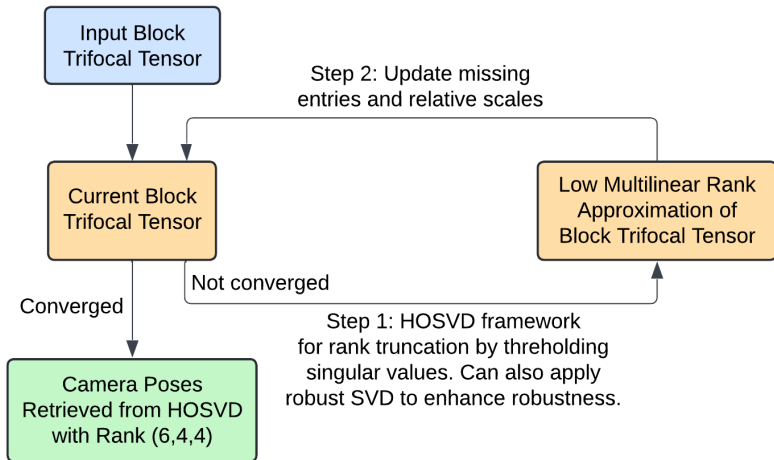 Input Block
Trifocal Tensor
Step 2: Update missing
entries and relative scales
Current Block
Trifocal Tensor
Low Multilinear Rank
Approximation of
Block Trifocal Tensor
Not converged
Converged
Step 1: HOSVD framework
for rank truncation by threholding
singular values. Can also apply
robust SVD to enhance robustness.
Camera Poses
Retrieved from HOSVD
with Rank (6,4,4)